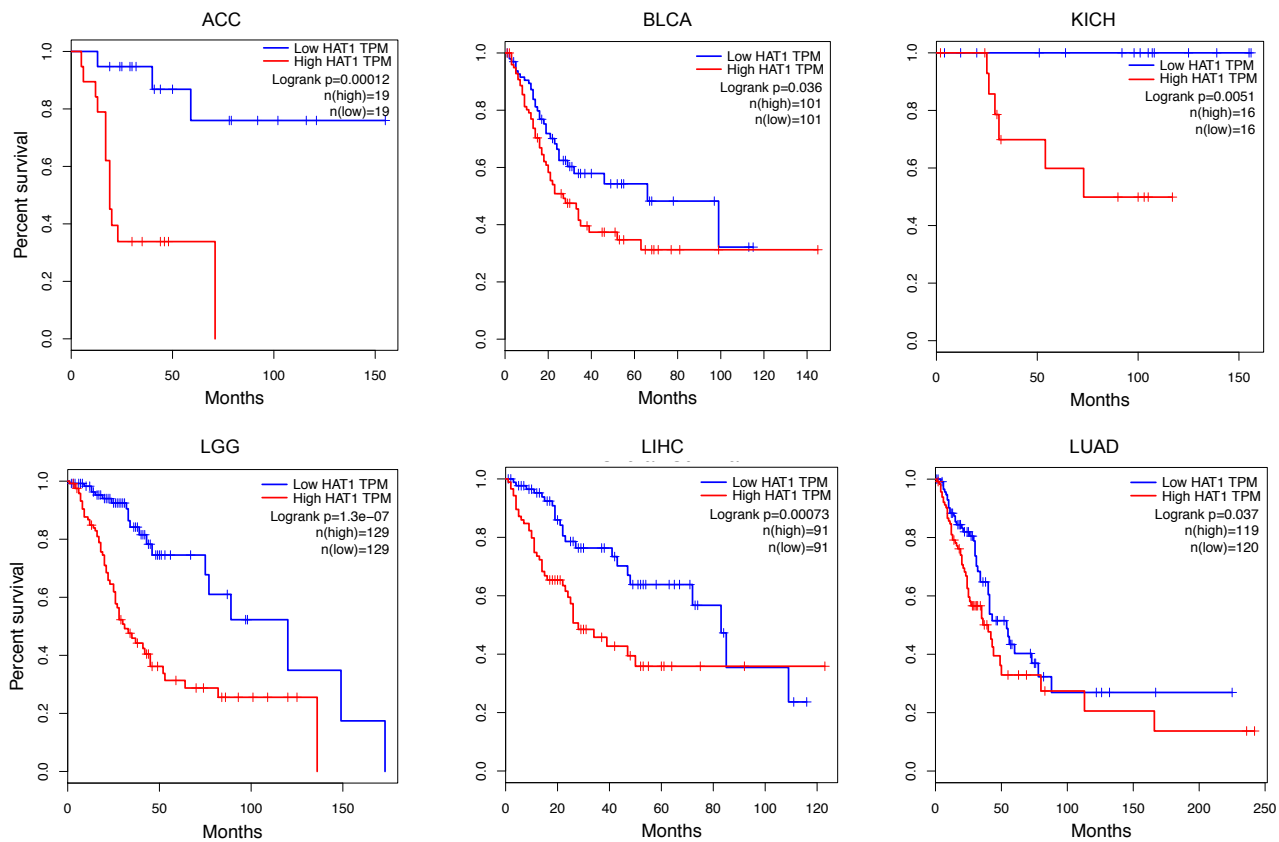 ACC
Percent survival
1.0
0.8
0.6
0.4
0.2
0.0
Low HAT1 TPM
High HAT1 TPM
Logrank p=0.00012
n(high)=19
n(low)=19
0 50 100 150
Months
BLCA
1.0
0.8
0.6
0.4
0.2
0.0
Low HAT1 TPM
High HAT1 TPM
Logrank p=0.036
n(high)=101
n(low)=101
0 20 40 60 80 100 120 140
Months
KICH
1.0
0.8
0.6
0.4
0.2
0.0
Low HAT1 TPM
High HAT1 TPM
Logrank p=0.0051
n(high)=16
n(low)=16
0 50 100 150
Months
LGG
Percent survival
1.0
0.8
0.6
0.4
0.2
0.0
Low HAT1 TPM
High HAT1 TPM
Logrank p=1.3e−07
n(high)=129
n(low)=129
0 50 100 150
Months
LIHC
1.0
0.8
0.6
0.4
0.2
0.0
Low HAT1 TPM
High HAT1 TPM
Logrank p=0.00073
n(high)=91
n(low)=91
0 20 40 60 80 100 120
Months
LUAD
1.0
0.8
0.6
0.4
0.2
0.0
Low HAT1 TPM
High HAT1 TPM
Logrank p=0.037
n(high)=119
n(low)=120
0 50 100 150 200 250
Months